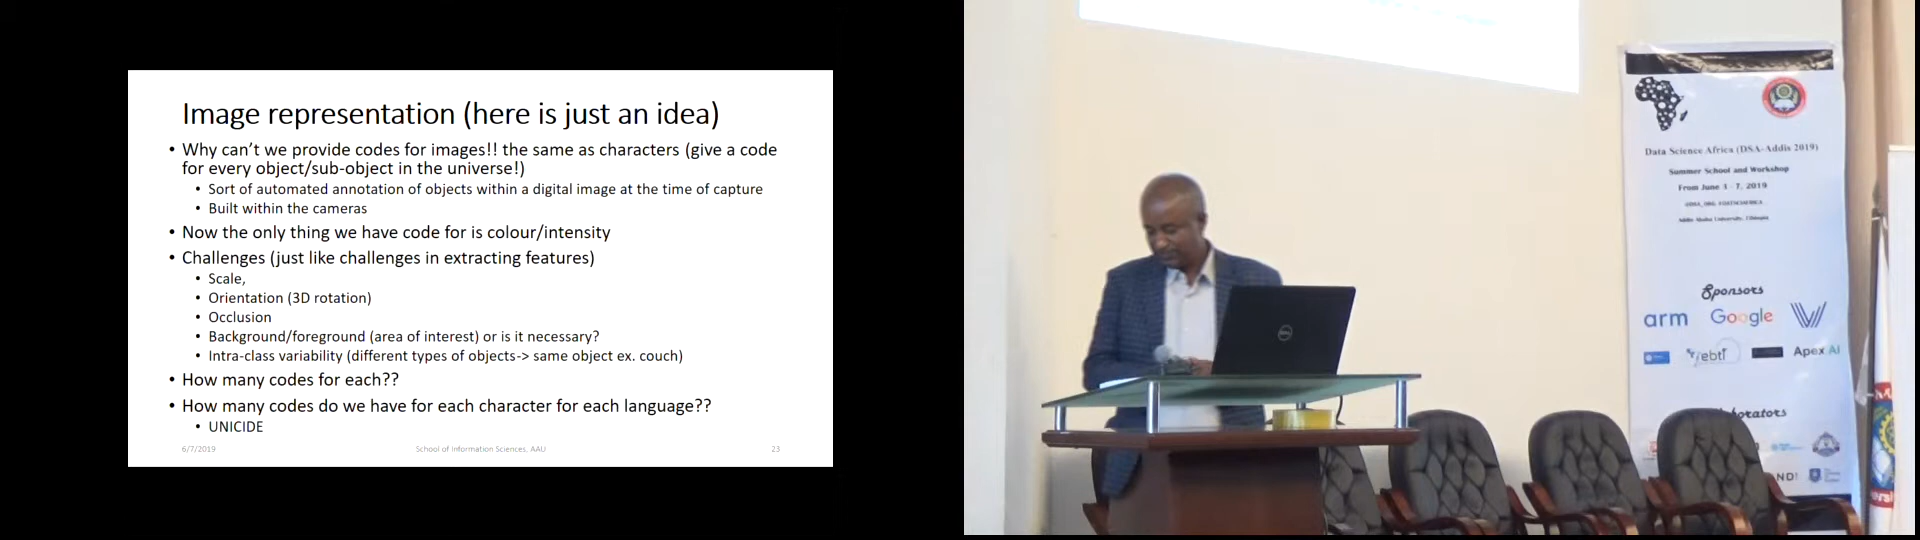 Image representation (here is just an idea)
• Why can't we provide codes for images!! the same as characters (give a code
for every object/sub-object in the universe!)
• Sort of automated annotation of objects within a digital image at the time of capture
• Built within the cameras
• Now the only thing we have code for is colour/intensity
• Challenges (just like challenges in extracting features)
• Scale,
• Orientation (3D rotation)
• Occlusion
• Background/foreground (area of interest) or is it necessary?
• Intra-class variability (different types of objects-> same object ex. couch)
• How many codes for each??
• How many codes do we have for each character for each language??
• UNICIDE
6/7/2019 School of Information Sciences, AAU 23
Data Science Africa (DSA-Addis 2019)
Summer School and Workshop
From June 3 - 7, 2019
Addis Ababa University, Ethiopia
Sponsors
arm Google
ebtf Apex.AI
DELL